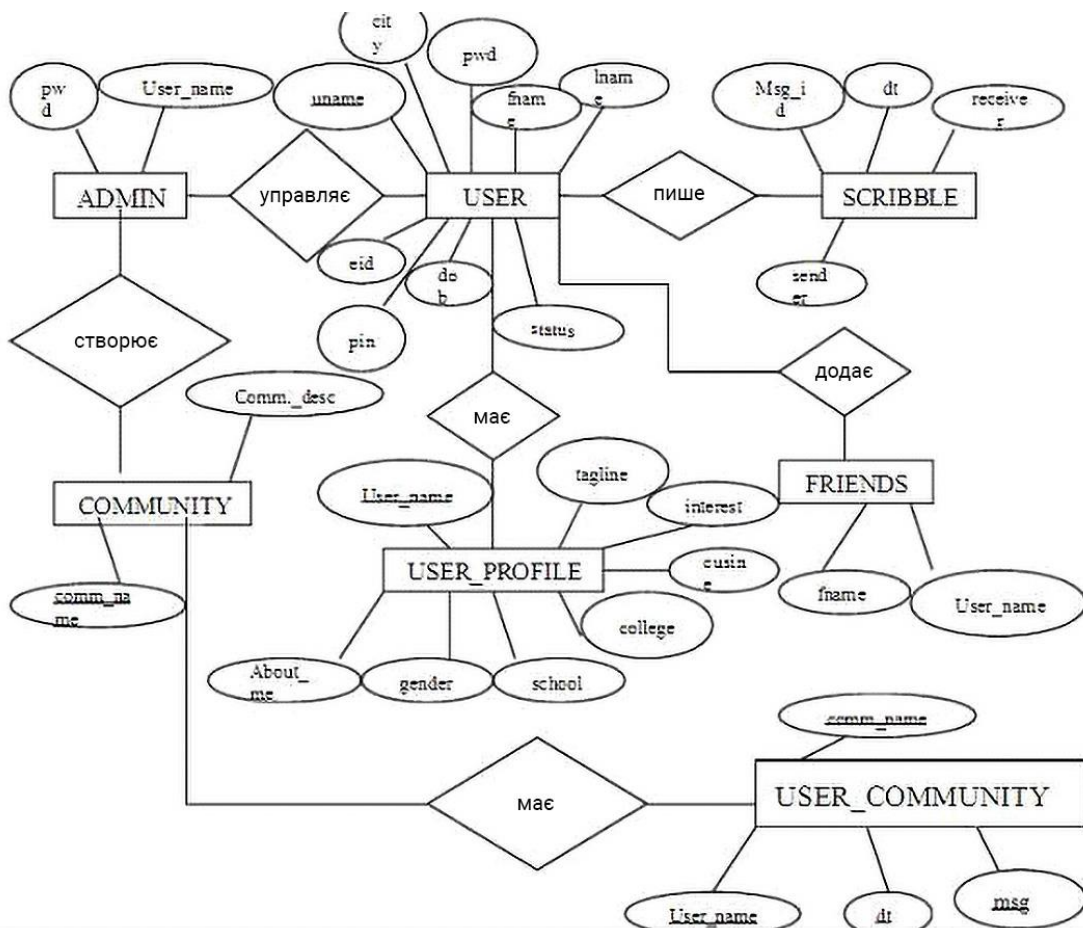 cit
y
pwd
lname
e
fname
e
uname
User_name
pw
d
Msg_i
d
dt
receive
r
ADMIN
управляє
USER
пише
SCRIBBLE
eid
do
b
send
er
pin
status
створює
додає
Comm._desc
має
tagline
User_name
interest
FRIENDS
COMMUNITY
USER_PROFILE
cusin
e
comm_na
me
fname
User_name
college
About_
me
gender
school
comm_name
має
USER_COMMUNITY
User_name
dt
msg